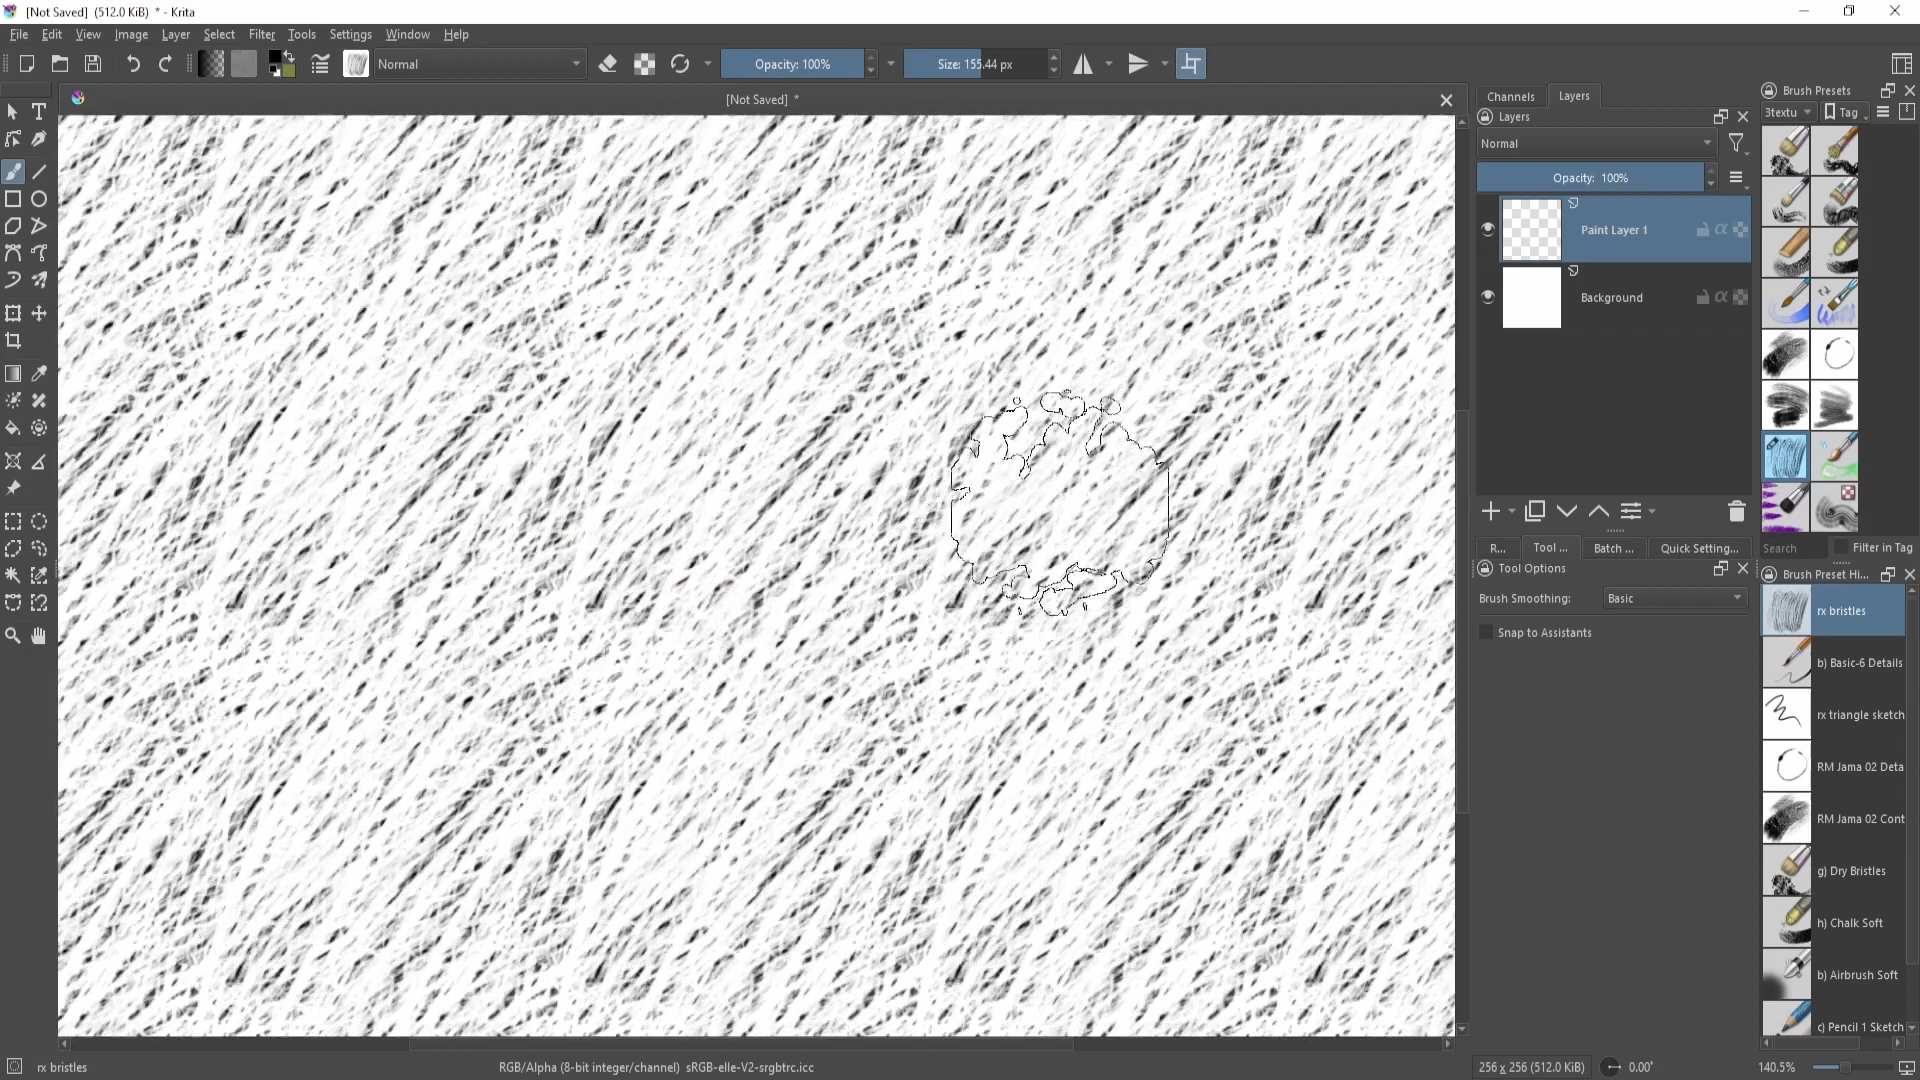 [Not Saved]  (512.0 KiB)  * - Krita
File Edit View Image Layer Select Filter Tools Settings Window Help
Normal
Opacity: 100%
Size: 155.44 px
[Not Saved] *
Channels
Layers
Layers
Normal
Opacity: 100%
Paint Layer 1
Background
R...
Tool ...
Batch ...
Quick Setting...
Tool Options
Brush Smoothing:
Basic
Snap to Assistants
Brush Presets
3textu
Tag
Search
Filter in Tag
Brush Preset Hi...
rx bristles
b) Basic-6 Details
rx triangle sketch
RM Jama 02 Deta
RM Jama 02 Cont
g) Dry Bristles
h) Chalk Soft
b) Airbrush Soft
c) Pencil 1 Sketch
rx bristles
RGB/Alpha (8-bit integer/channel)  sRGB-elle-V2-srgbtrc.icc
256 x 256 (512.0 KiB)
0.00°
140.5%